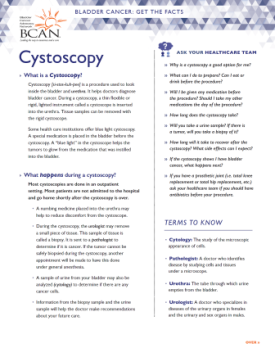 BLADDER CANCER: GET THE FACTS
BCAN
Cystoscopy
What is a Cystoscopy?
Cystoscopy (cysto-tuh-pee) is a procedure used to look
inside the bladder and urethra. It helps doctors diagnose
bladder cancer. During a cystoscopy, a thin flexible or
rigid, lighted instrument called a cystoscope is inserted
into the urethra. Tissue samples can be removed with
the rigid cystoscope.
Some health care institutions offer blue light cystoscopy.
A special medication is placed in the bladder before the
cystoscopy. A "blue light" in the cystoscope helps the
tumors to glow from the medication that was instilled
into the bladder.
What happens during a cystoscopy?
Most cystoscopies are done in an outpatient
setting. Most patients are not admitted to the hospital
and go home shortly after the cystoscopy is over.
A numbing medicine placed into the urethra may
help to reduce discomfort from the cystoscope.
During the cystoscopy, the urologist may remove
a small piece of tissue. This sample of tissue is
called a biopsy. It is sent to a pathologist to
determine if it is cancer. If the tumor cannot be
safely biopsied during the cystoscopy, another
appointment will be made to have this done
under general anesthesia.
A sample of urine from your bladder may also be
analyzed (cytology) to determine if there are any
cancer cells.
Information from the biopsy sample and the urine
sample will help the doctor make recommendations
about your future care.
?
ASK YOUR HEALTHCARE TEAM
Why is a cystoscopy a good option for me?
What can I do to prepare? Can I eat or
drink before the procedure?
Will I be given any medication before
the procedure? Should I take my other
medications the day of the procedure?
How long does the cystoscopy take?
Will you take a urine sample? If there is
a tumor, will you take a biopsy of it?
How long will it take to recover after the
cystoscopy? What side effects can I expect?
If the cystoscopy shows I have bladder
cancer, what happens next?
If you have a prosthetic joint (i.e. total knee
replacement or total hip replacement, etc.)
ask your healthcare team if you should have
antibiotics before your procedure.
TERMS TO KNOW
Cytology: The study of the microscopic
appearance of cells.
Pathologist: A doctor who identifies
disease by studying cells and tissues
under a microscope.
Urethra: The tube through which urine
expires from the bladder.
Urologist: A doctor who specializes in
diseases of the urinary organs in females
and the urinary and sex organs in males.
OVER